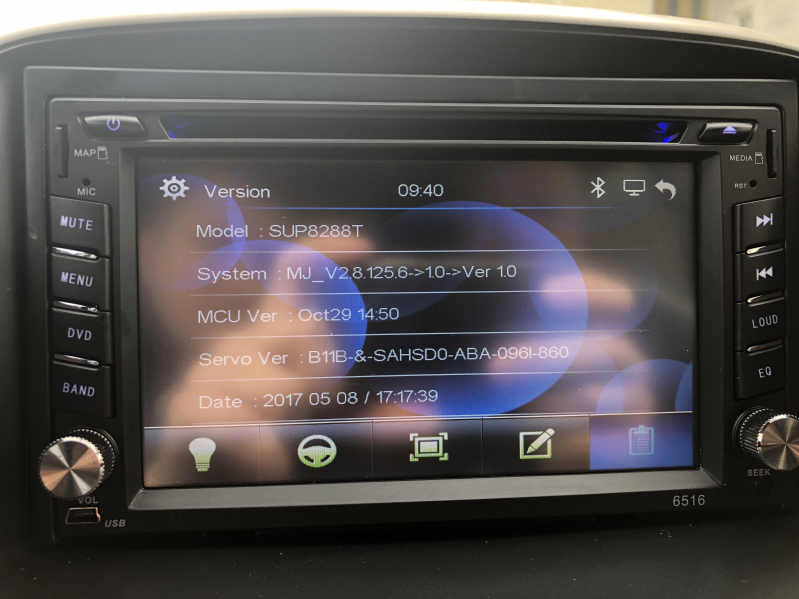 MAP
MEDIA
MIC
RST
MUTE
MENU
DVD
BAND
VOL
USB
Version 09:40
Model : SUP8288T
System : MJ_V2.8.125.6->1.0->Ver 1.0
MCU Ver : Oct29 14:50
Servo Ver : B11B-&-SAHSD0-ABA-096I-860
Date : 2017 05 08 / 17:17:39
LOUD
EQ
SEEK
6516